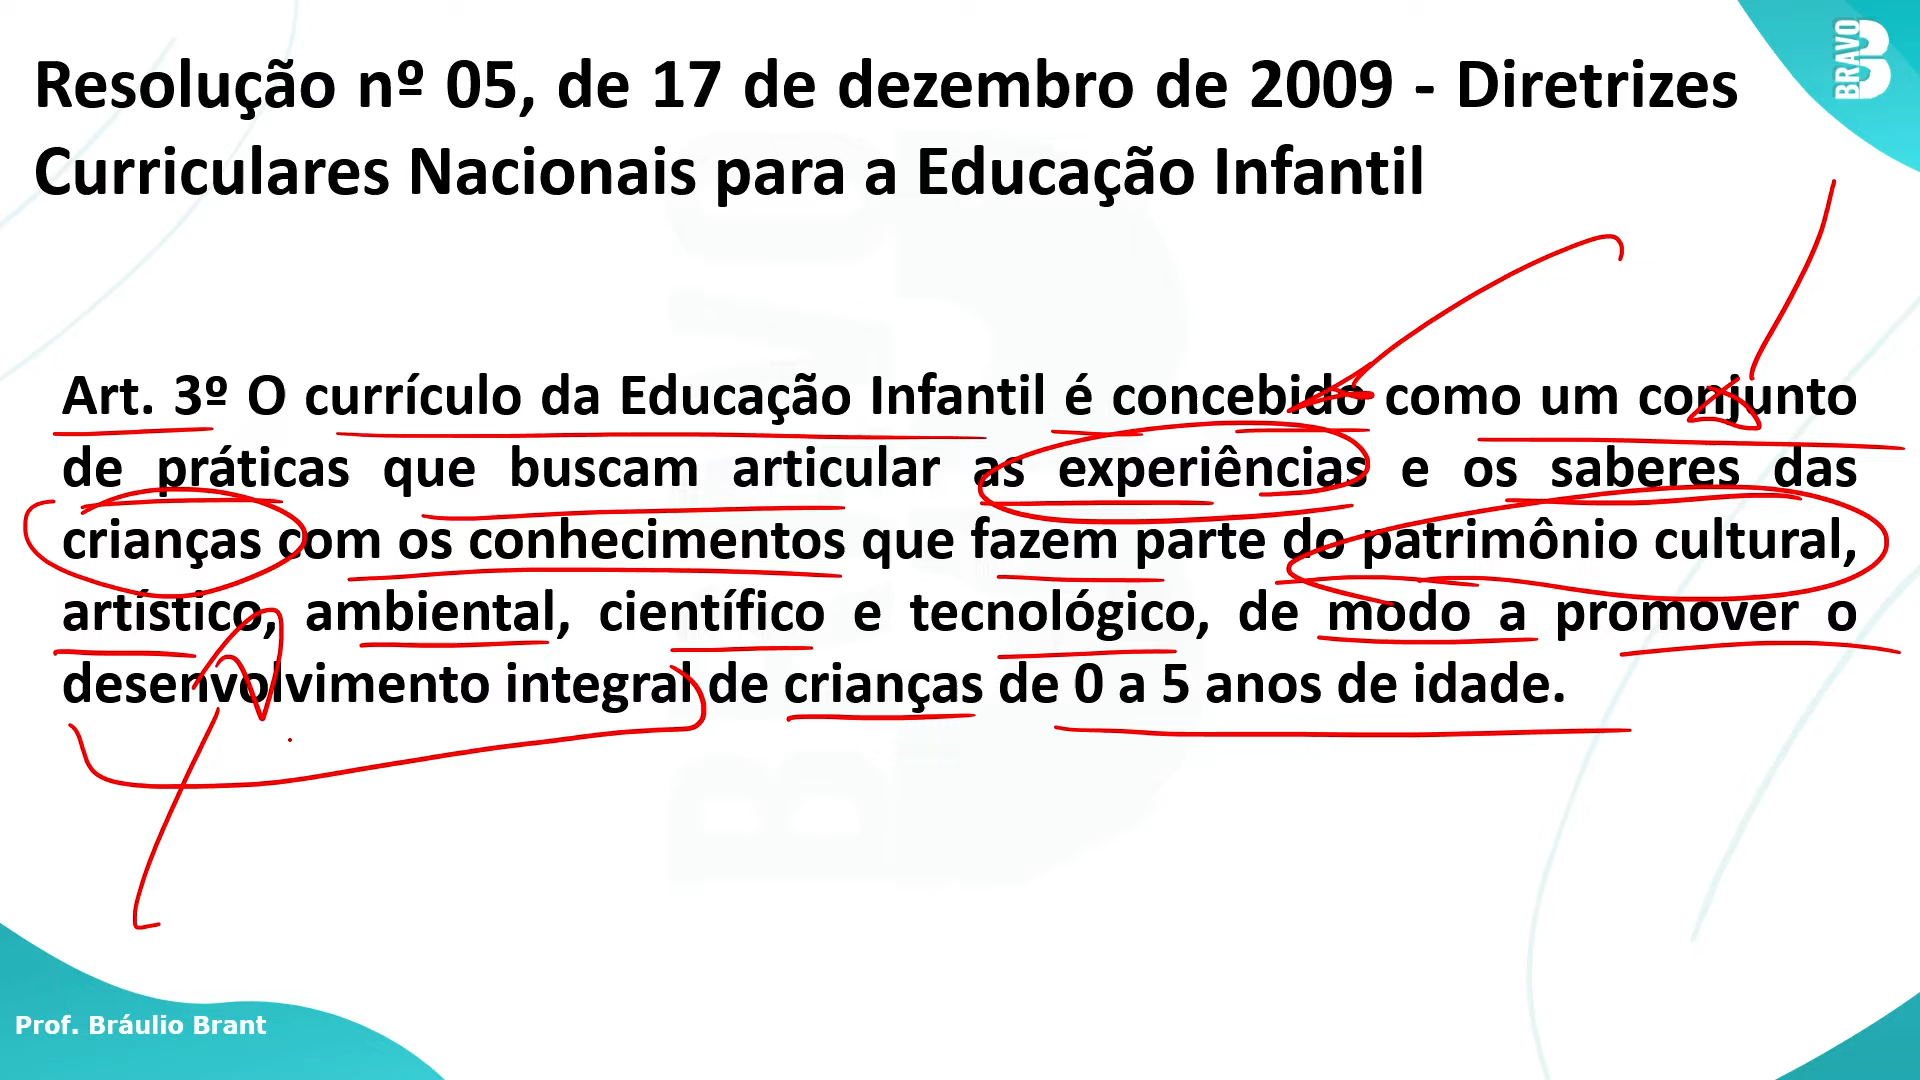 BRAVO
Resolução nº 05, de 17 de dezembro de 2009 - Diretrizes
Curriculares Nacionais para a Educação Infantil
Art. 3º O currículo da Educação Infantil é concebido como um conjunto
de práticas que buscam articular as experiências e os saberes das
crianças com os conhecimentos que fazem parte do patrimônio cultural,
artístico, ambiental, científico e tecnológico, de modo a promover o
desenvolvimento integral de crianças de 0 a 5 anos de idade.
Prof. Bráulio Brant